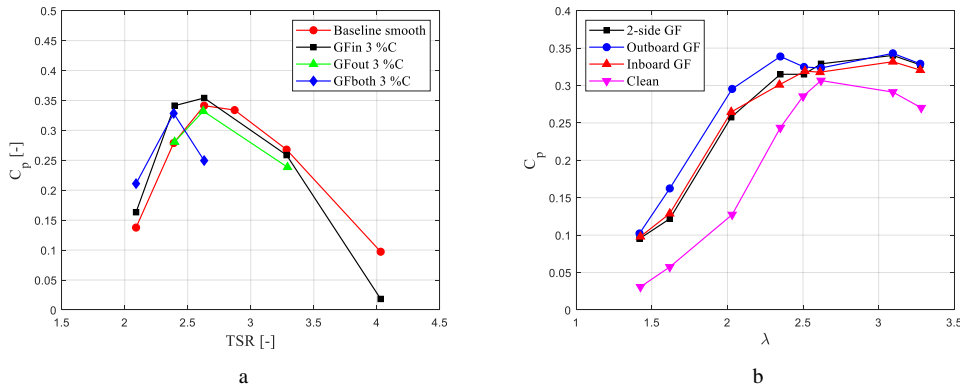 0.5
0.45
0.4
0.35
0.3
0.25
0.2
0.15
0.1
0.05
0
C_p [-]
1.5 2 2.5 3 3.5 4 4.5
TSR [-]
Baseline smooth
GFin 3 %C
GFout 3 %C
GFboth 3 %C
a
0.4
0.35
0.3
0.25
0.2
0.15
0.1
0.05
0
C_p
1 1.5 2 2.5 3 3.5
λ
2-side GF
Outboard GF
Inboard GF
Clean
b